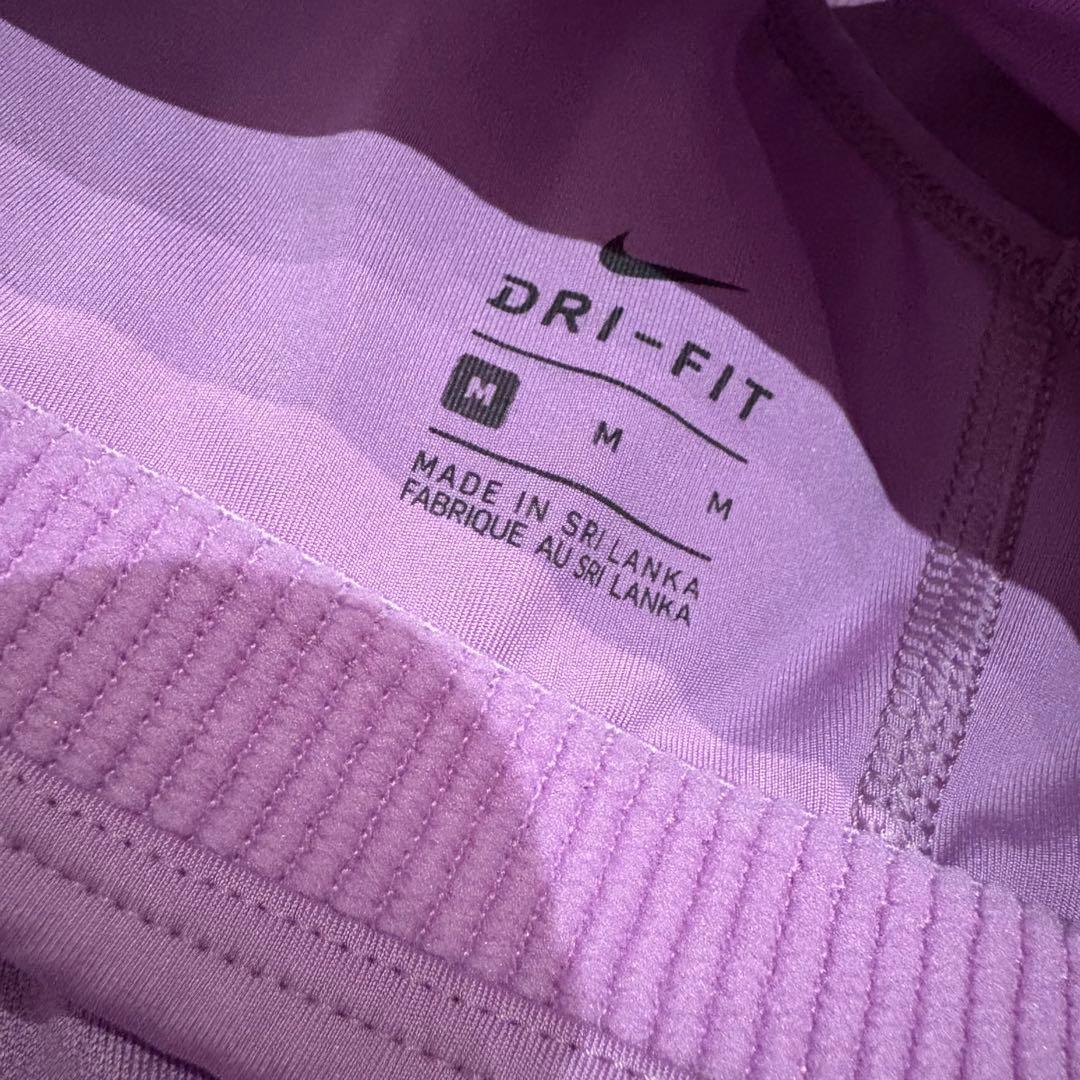 DRI-FIT
M M M
MADE IN SRI LANKA
FABRIQUE AU SRI LANKA